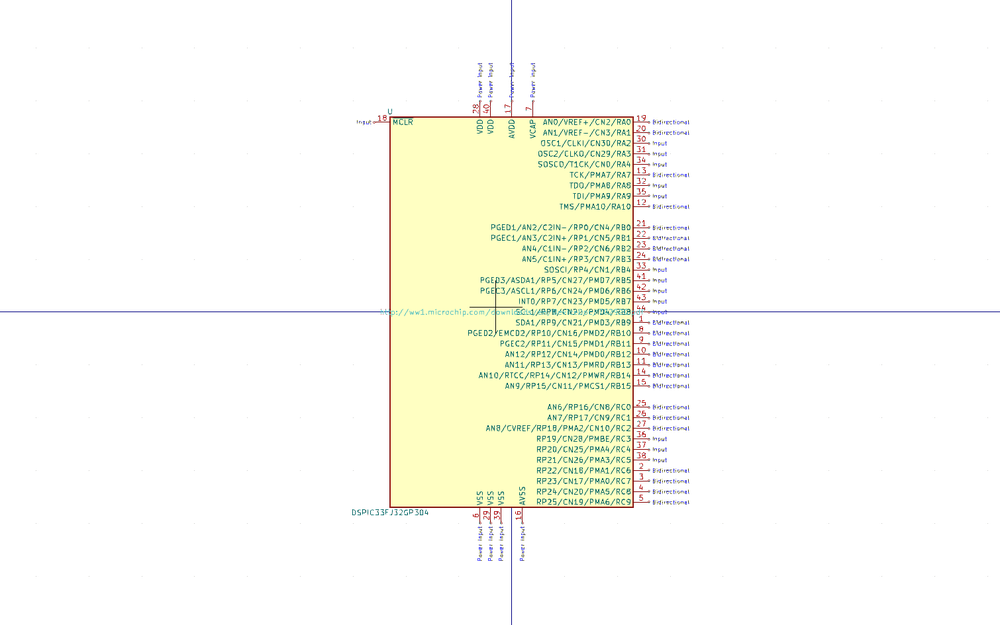 Power Input Power Input Power Input Power Input
28 40 17 7
U
Input 18 MCLR
VDD VDD AVDD VCAP
AN0/VREF+/CN2/RA0 19 Bidirectional
AN1/VREF-/CN3/RA1 20 Bidirectional
OSC1/CLKI/CN30/RA2 30 Input
OSC2/CLKO/CN29/RA3 31 Input
SOSCO/T1CK/CN0/RA4 34 Input
TCK/PMA7/RA7 13 Bidirectional
TDO/PMA8/RA8 32 Input
TDI/PMA9/RA9 35 Input
TMS/PMA10/RA10 12 Bidirectional
PGED1/AN2/C2IN-/RP0/CN4/RB0 21 Bidirectional
PGEC1/AN3/C2IN+/RP1/CN5/RB1 22 Bidirectional
AN4/C1IN-/RP2/CN6/RB2 23 Bidirectional
AN5/C1IN+/RP3/CN7/RB3 24 Bidirectional
SOSCI/RP4/CN1/RB4 33 Input
PGED3/ASDA1/RP5/CN27/PMD7/RB5 41 Input
PGEC3/ASCL1/RP6/CN24/PMD6/RB6 42 Input
INT0/RP7/CN23/PMD5/RB7 43 Input
http://ww1.microchip.com/down
44 Input
SDA1/RP9/CN21/PMD3/RB9 1 Bidirectional
PGED2/EMCD2/RP10/CN16/PMD2/RB10 8 Bidirectional
PGEC2/RP11/CN15/PMD1/RB11 9 Bidirectional
AN12/RP12/CN14/PMD0/RB12 10 Bidirectional
AN11/RP13/CN13/PMRD/RB13 11 Bidirectional
AN10/RTCC/RP14/CN12/PMWR/RB14 14 Bidirectional
AN9/RP15/CN11/PMCS1/RB15 15 Bidirectional
AN6/RP16/CN8/RC0 25 Bidirectional
AN7/RP17/CN9/RC1 26 Bidirectional
AN8/CVREF/RP18/PMA2/CN10/RC2 27 Bidirectional
RP19/CN28/PMBE/RC3 36 Input
RP20/CN25/PMA4/RC4 37 Input
RP21/CN26/PMA3/RC5 38 Input
RP22/CN18/PMA1/RC6 2 Bidirectional
RP23/CN17/PMA0/RC7 3 Bidirectional
RP24/CN20/PMA5/RC8 4 Bidirectional
RP25/CN19/PMA6/RC9 5 Bidirectional
VSS VSS VSS AVSS
DSPIC33FJ32GP304
6 29 39 16
Power Input Power Input Power Input Power Input